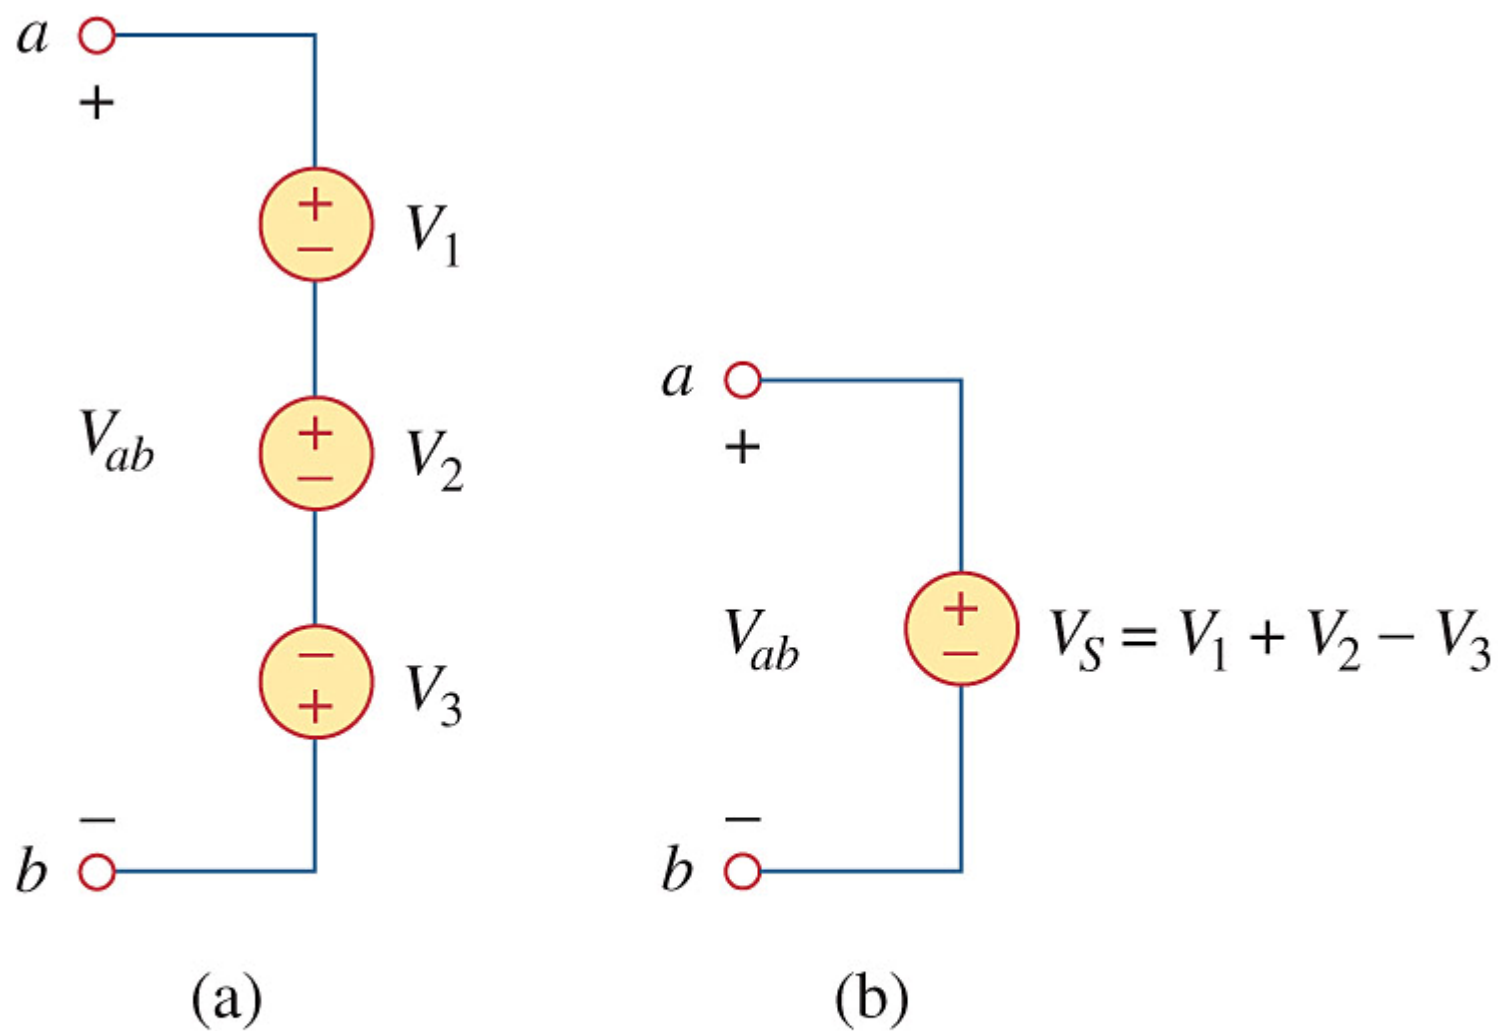 a
+
+
−
V1
Vab
+
−
V2
−
+
V3
−
b
(a)
a
+
Vab
+
−
VS = V1 + V2 − V3
−
b
(b)